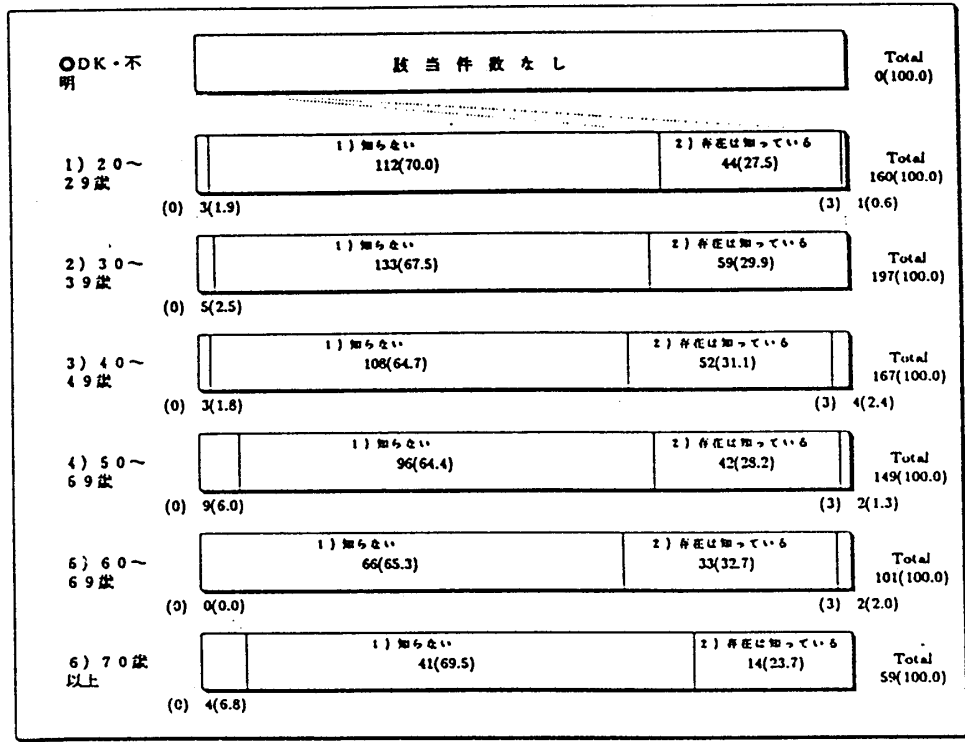 ◎DK・不
明
該当件数なし
Total
0(100.0)
1) 20〜
29歳
1) 知らない
112(70.0)
2) 存在は知っている
44(27.5)
Total
160(100.0)
(0) 3(1.9)
(3) 1(0.6)
2) 30〜
39歳
1) 知らない
133(67.5)
2) 存在は知っている
59(29.9)
Total
197(100.0)
(0) 5(2.5)
3) 40〜
49歳
1) 知らない
108(64.7)
2) 存在は知っている
52(31.1)
Total
167(100.0)
(0) 3(1.8)
(3) 4(2.4)
4) 50〜
59歳
1) 知らない
96(64.4)
2) 存在は知っている
42(28.2)
Total
149(100.0)
(0) 9(6.0)
(3) 2(1.3)
5) 60〜
69歳
1) 知らない
66(65.3)
2) 存在は知っている
33(32.7)
Total
101(100.0)
(0) 0(0.0)
(3) 2(2.0)
6) 70歳
以上
1) 知らない
41(69.5)
2) 存在は知っている
14(23.7)
Total
59(100.0)
(0) 4(6.8)